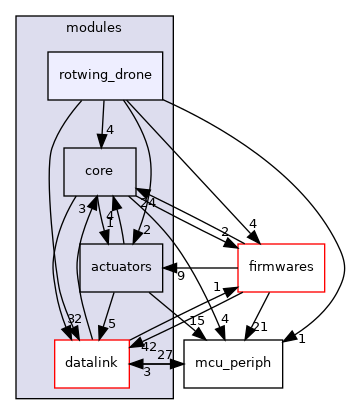 modules
rotwing_drone
4
core
3
4
1
24
2
4
2
actuators
firmwares
9
1
32
5
15
4
21
1
42
27
3
datalink
mcu_periph